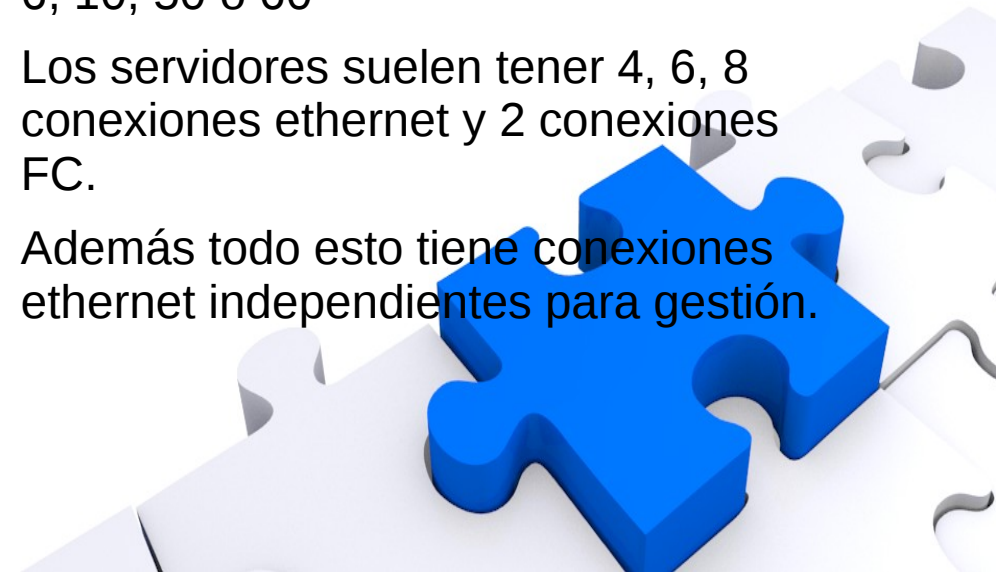 Los servidores suelen tener 4, 6, 8
conexiones ethernet y 2 conexiones
FC.
Además todo esto tiene conexiones
ethernet independientes para gestión.